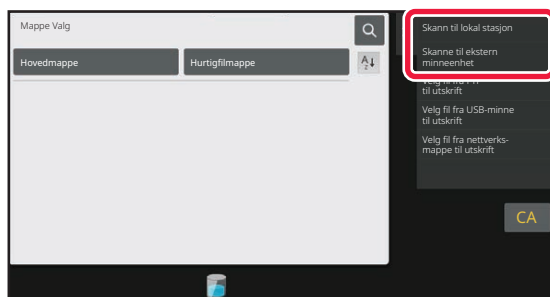 Mappe Valg
Hovedmappe
Hurtigfilmappe
A
Z
Skann til lokal stasjon
Skanne til ekstern
minneenhet
til utskrift
Velg fil fra USB-minne
til utskrift
Velg fil fra nettverks-
mappe til utskrift
CA